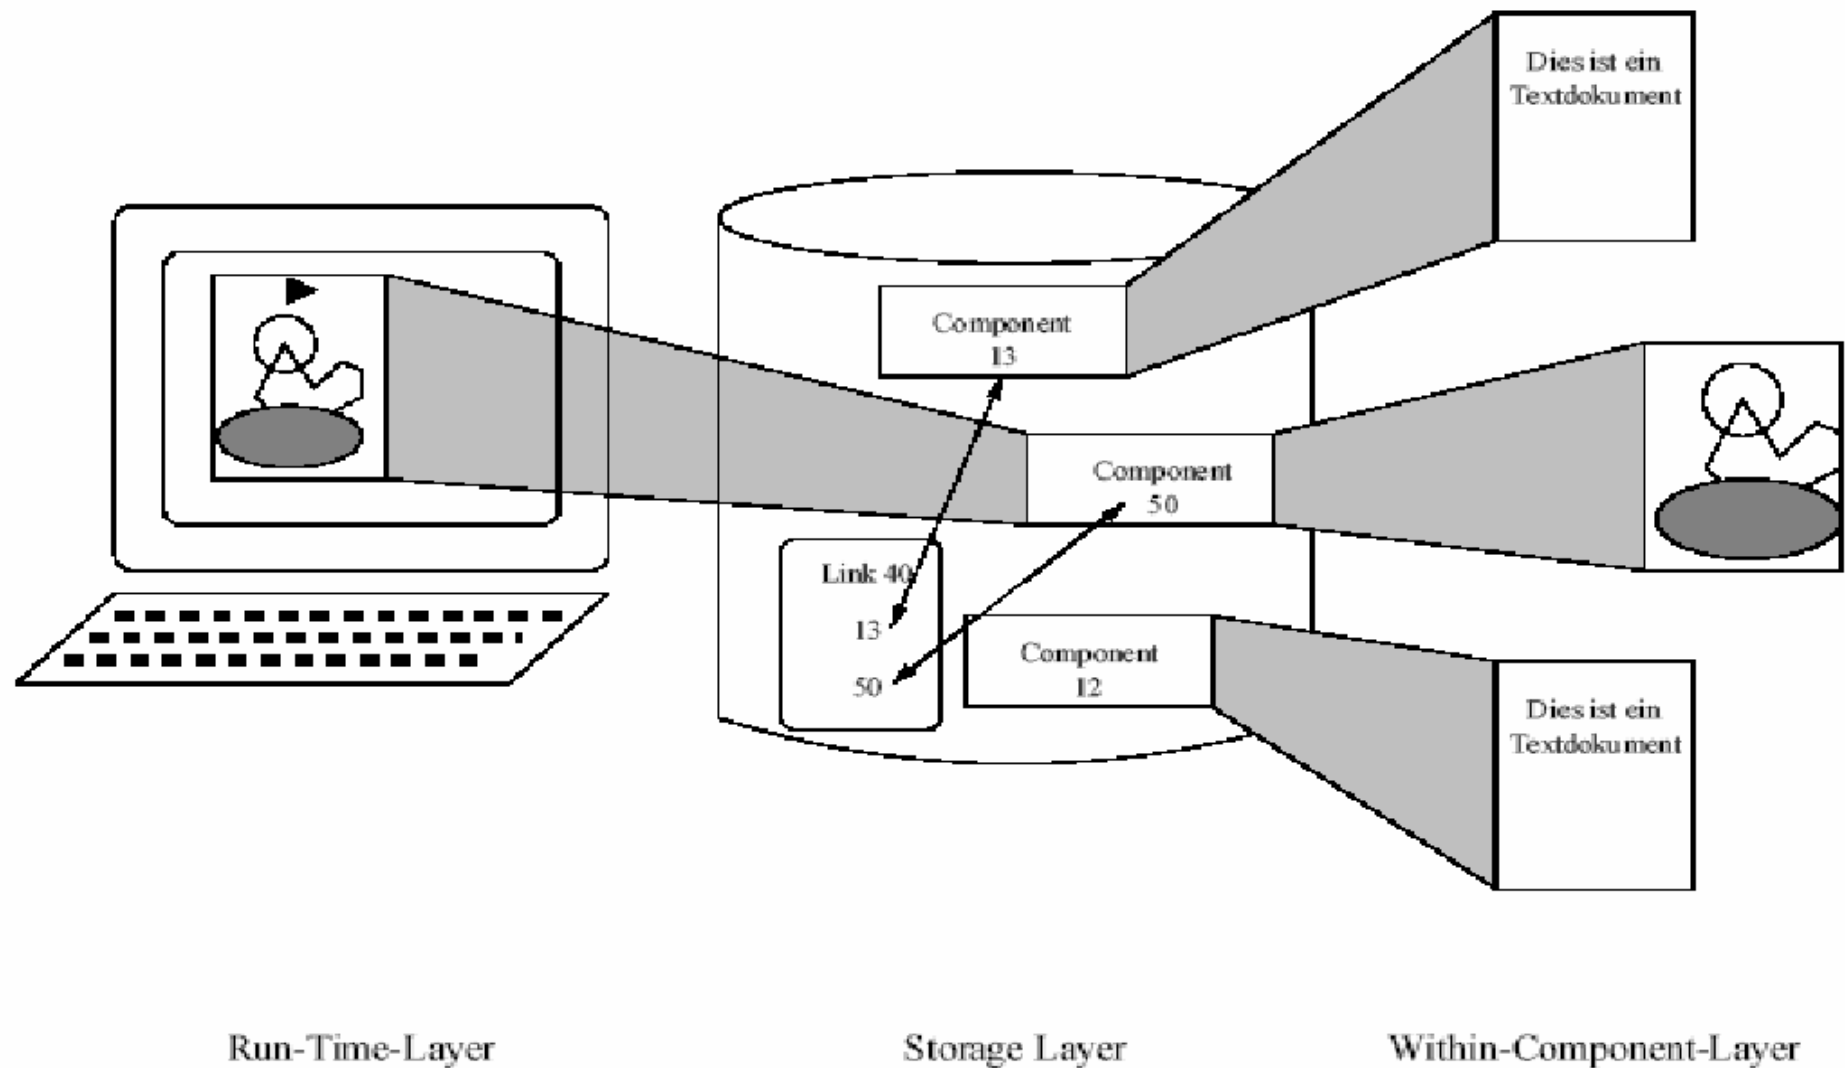 Dies ist ein
Textdokument
Component
13
Component
50
Link 40
13
50
Component
12
Dies ist ein
Textdokument
Run-Time-Layer
Storage Layer
Within-Component-Layer